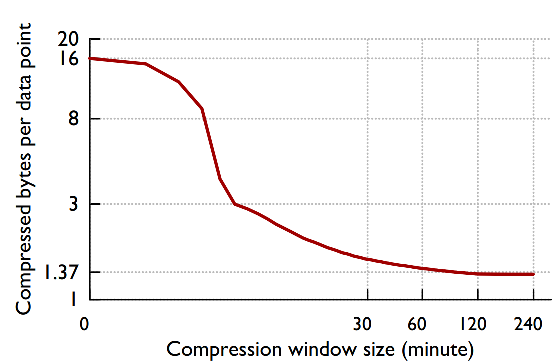 Compressed bytes per data point
20
16
8
3
1.37
1
0 30 60 120 240
Compression window size (minute)